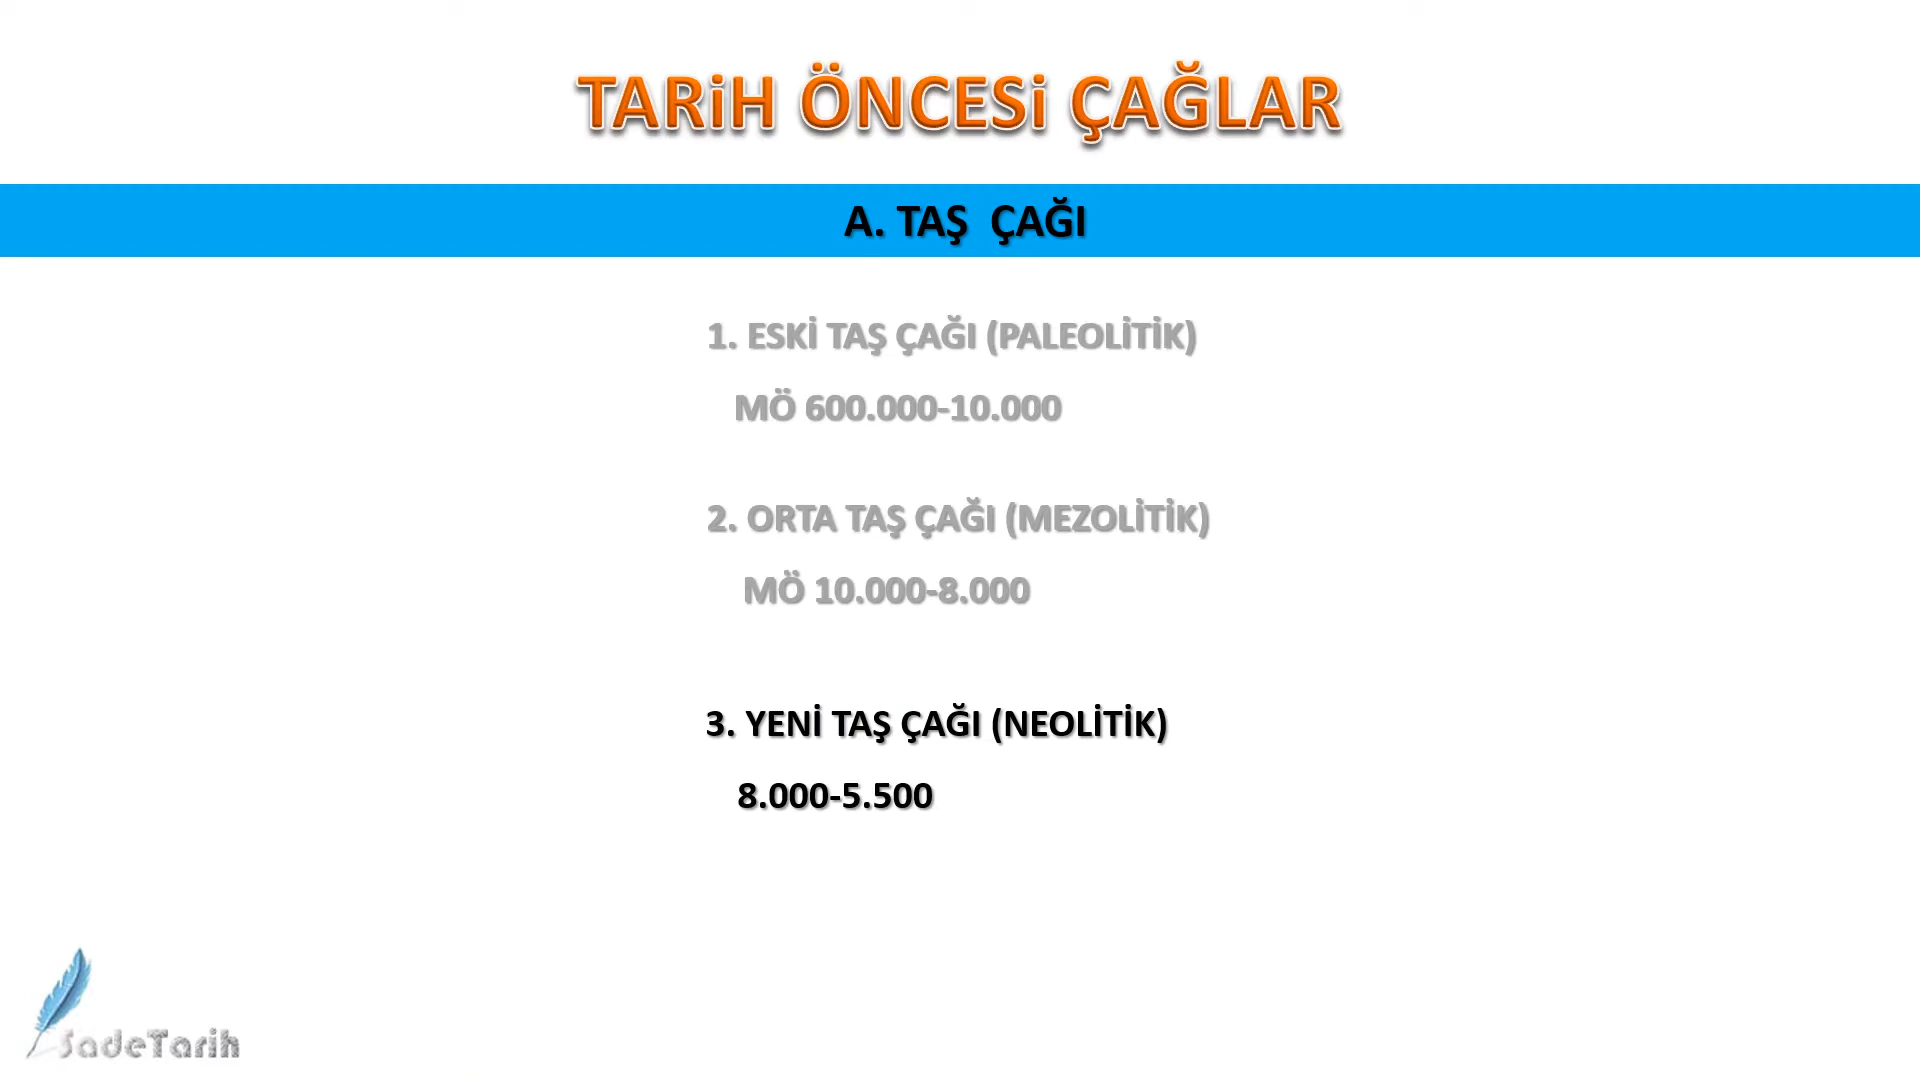 TARiH ÖNCESi ÇAĞLAR
A. TAŞ ÇAĞI
1. ESKİ TAŞ ÇAĞI (PALEOLİTİK)
MÖ 600.000-10.000
2. ORTA TAŞ ÇAĞI (MEZOLİTİK)
MÖ 10.000-8.000
3. YENİ TAŞ ÇAĞI (NEOLİTİK)
8.000-5.500
SadeTarih